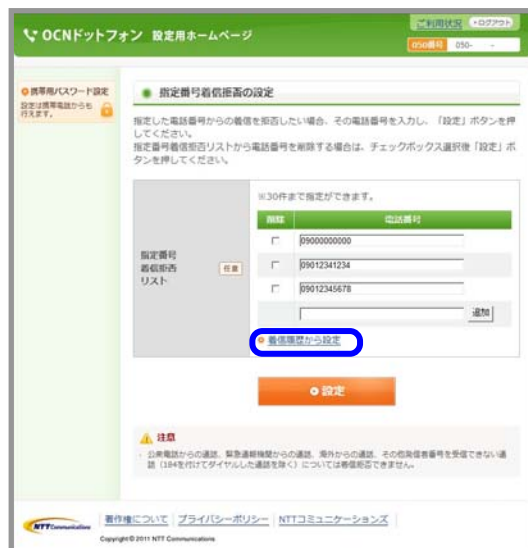 OCNドットフォン 設定用ホームページ
ご利用状況 ログアウト
050番号 050- -
携帯用パスワード設定
設定は携帯電話からも
行えます。
指定番号着信拒否の設定
指定した電話番号からの着信を拒否したい場合、その電話番号を入力し、「設定」ボタンを押
してください。
指定番号着信拒否リストから電話番号を削除する場合は、チェックボックス選択後「設定」ボ
タンを押してください。
※30件まで指定ができます。
削除 電話番号
09000000000
指定番号
着信拒否
リスト
任意
09012341234
09012345678
追加
着信履歴から設定
設定
注意
・ 公衆電話からの通話、緊急通報機関からの通話、海外からの通話、その他発信者番号を受信できない通
話（184を付けてダイヤルした通話を除く）については着信拒否できません。
NTT Communications
著作権について プライバシーポリシー NTTコミュニケーションズ
Copyright © 2011 NTT Communications